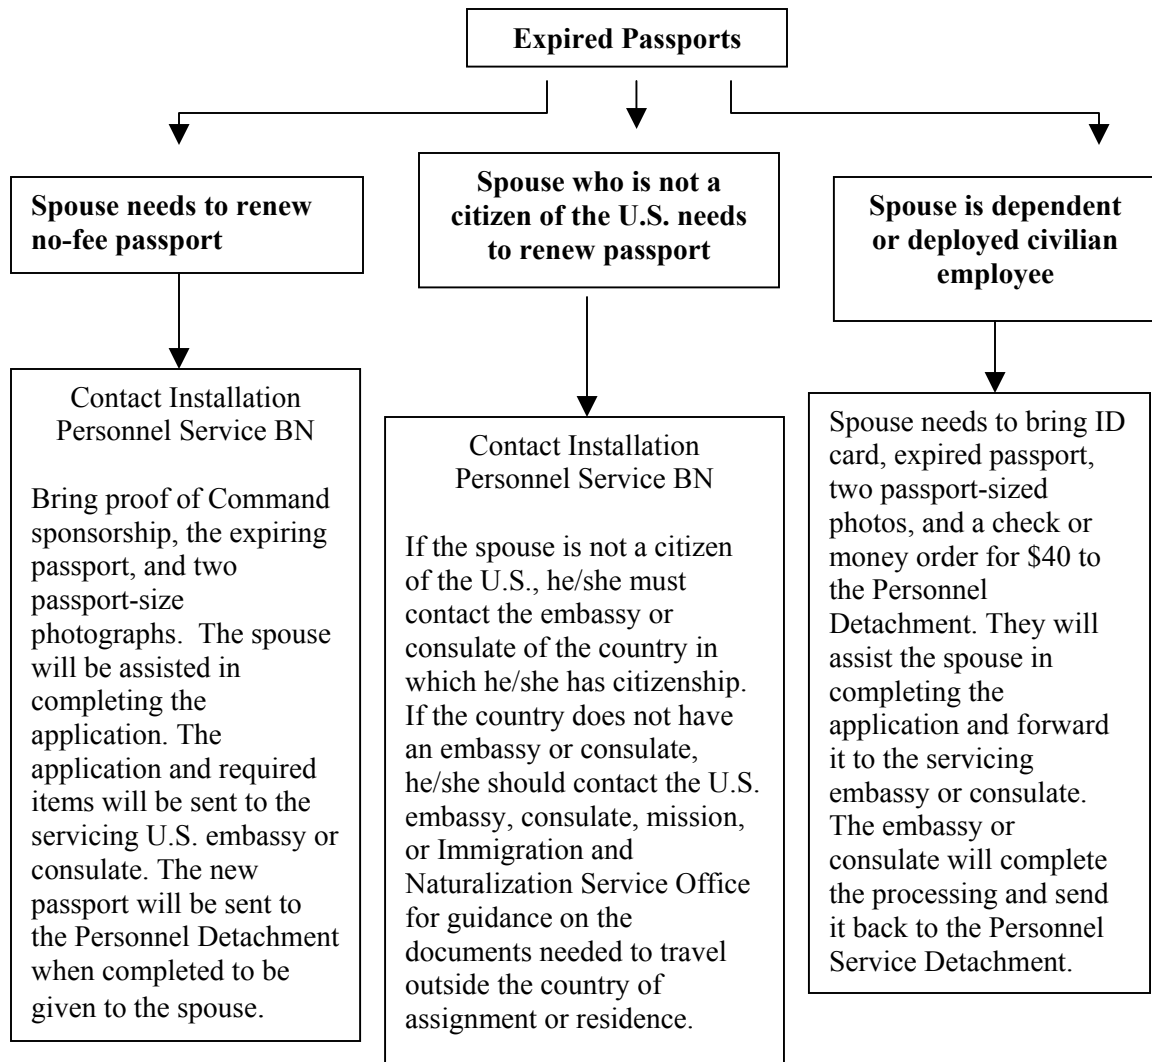 Expired Passports
Spouse needs to renew
no-fee passport
Spouse who is not a
citizen of the U.S. needs
to renew passport
Spouse is dependent
or deployed civilian
employee
Contact Installation
Personnel Service BN
Bring proof of Command
sponsorship, the expiring
passport, and two
passport-size
photographs. The spouse
will be assisted in
completing the
application. The
application and required
items will be sent to the
servicing U.S. embassy or
consulate. The new
passport will be sent to
the Personnel Detachment
when completed to be
given to the spouse.
Contact Installation
Personnel Service BN
If the spouse is not a citizen
of the U.S., he/she must
contact the embassy or
consulate of the country in
which he/she has citizenship.
If the country does not have
an embassy or consulate,
he/she should contact the U.S.
embassy, consulate, mission,
or Immigration and
Naturalization Service Office
for guidance on the
documents needed to travel
outside the country of
assignment or residence.
Spouse needs to bring ID
card, expired passport,
two passport-sized
photos, and a check or
money order for $40 to
the Personnel
Detachment. They will
assist the spouse in
completing the
application and forward
it to the servicing
embassy or consulate.
The embassy or
consulate will complete
the processing and send
it back to the Personnel
Service Detachment.